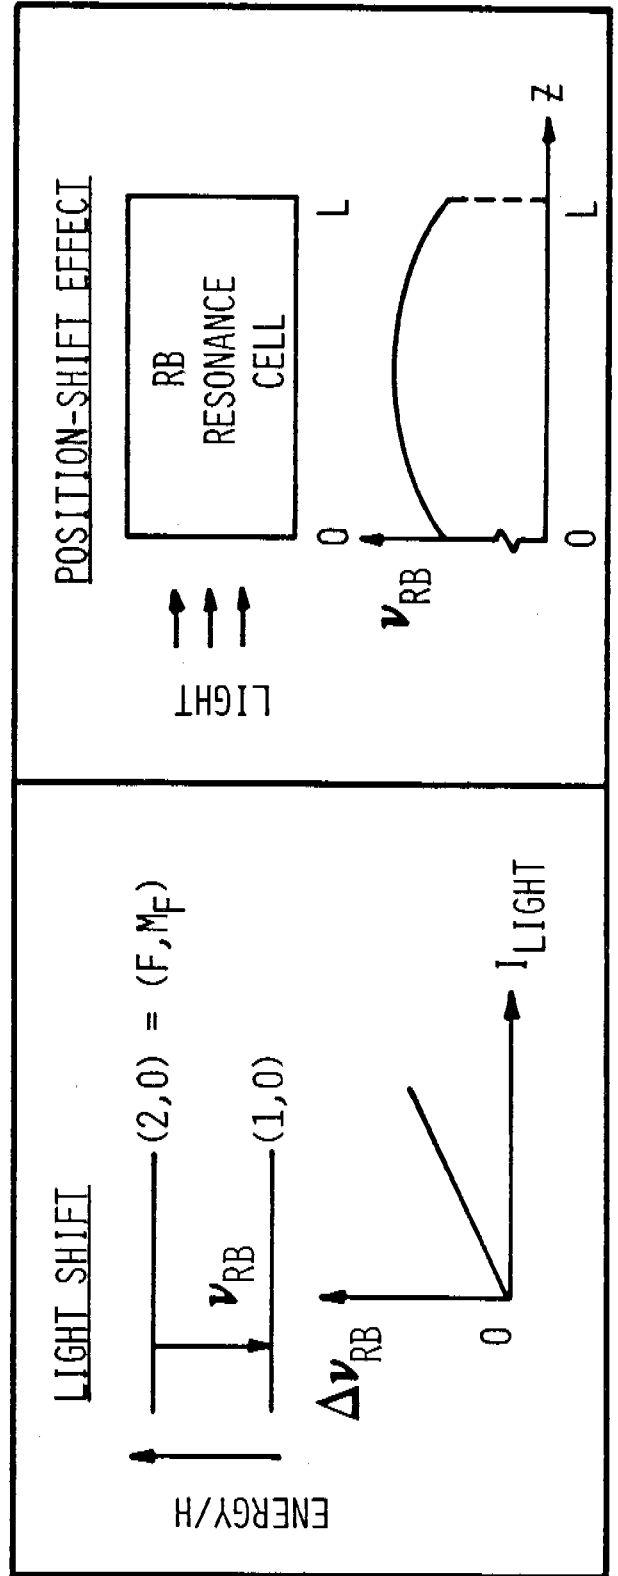 LIGHT SHIFT
ENERGY/H
(2,0) = (F,M_F)
ν_RB
(1,0)
Δν_RB
0
I_LIGHT
POSITION-SHIFT EFFECT
LIGHT
RB
RESONANCE
CELL
0 L
ν_RB
0 L
Z